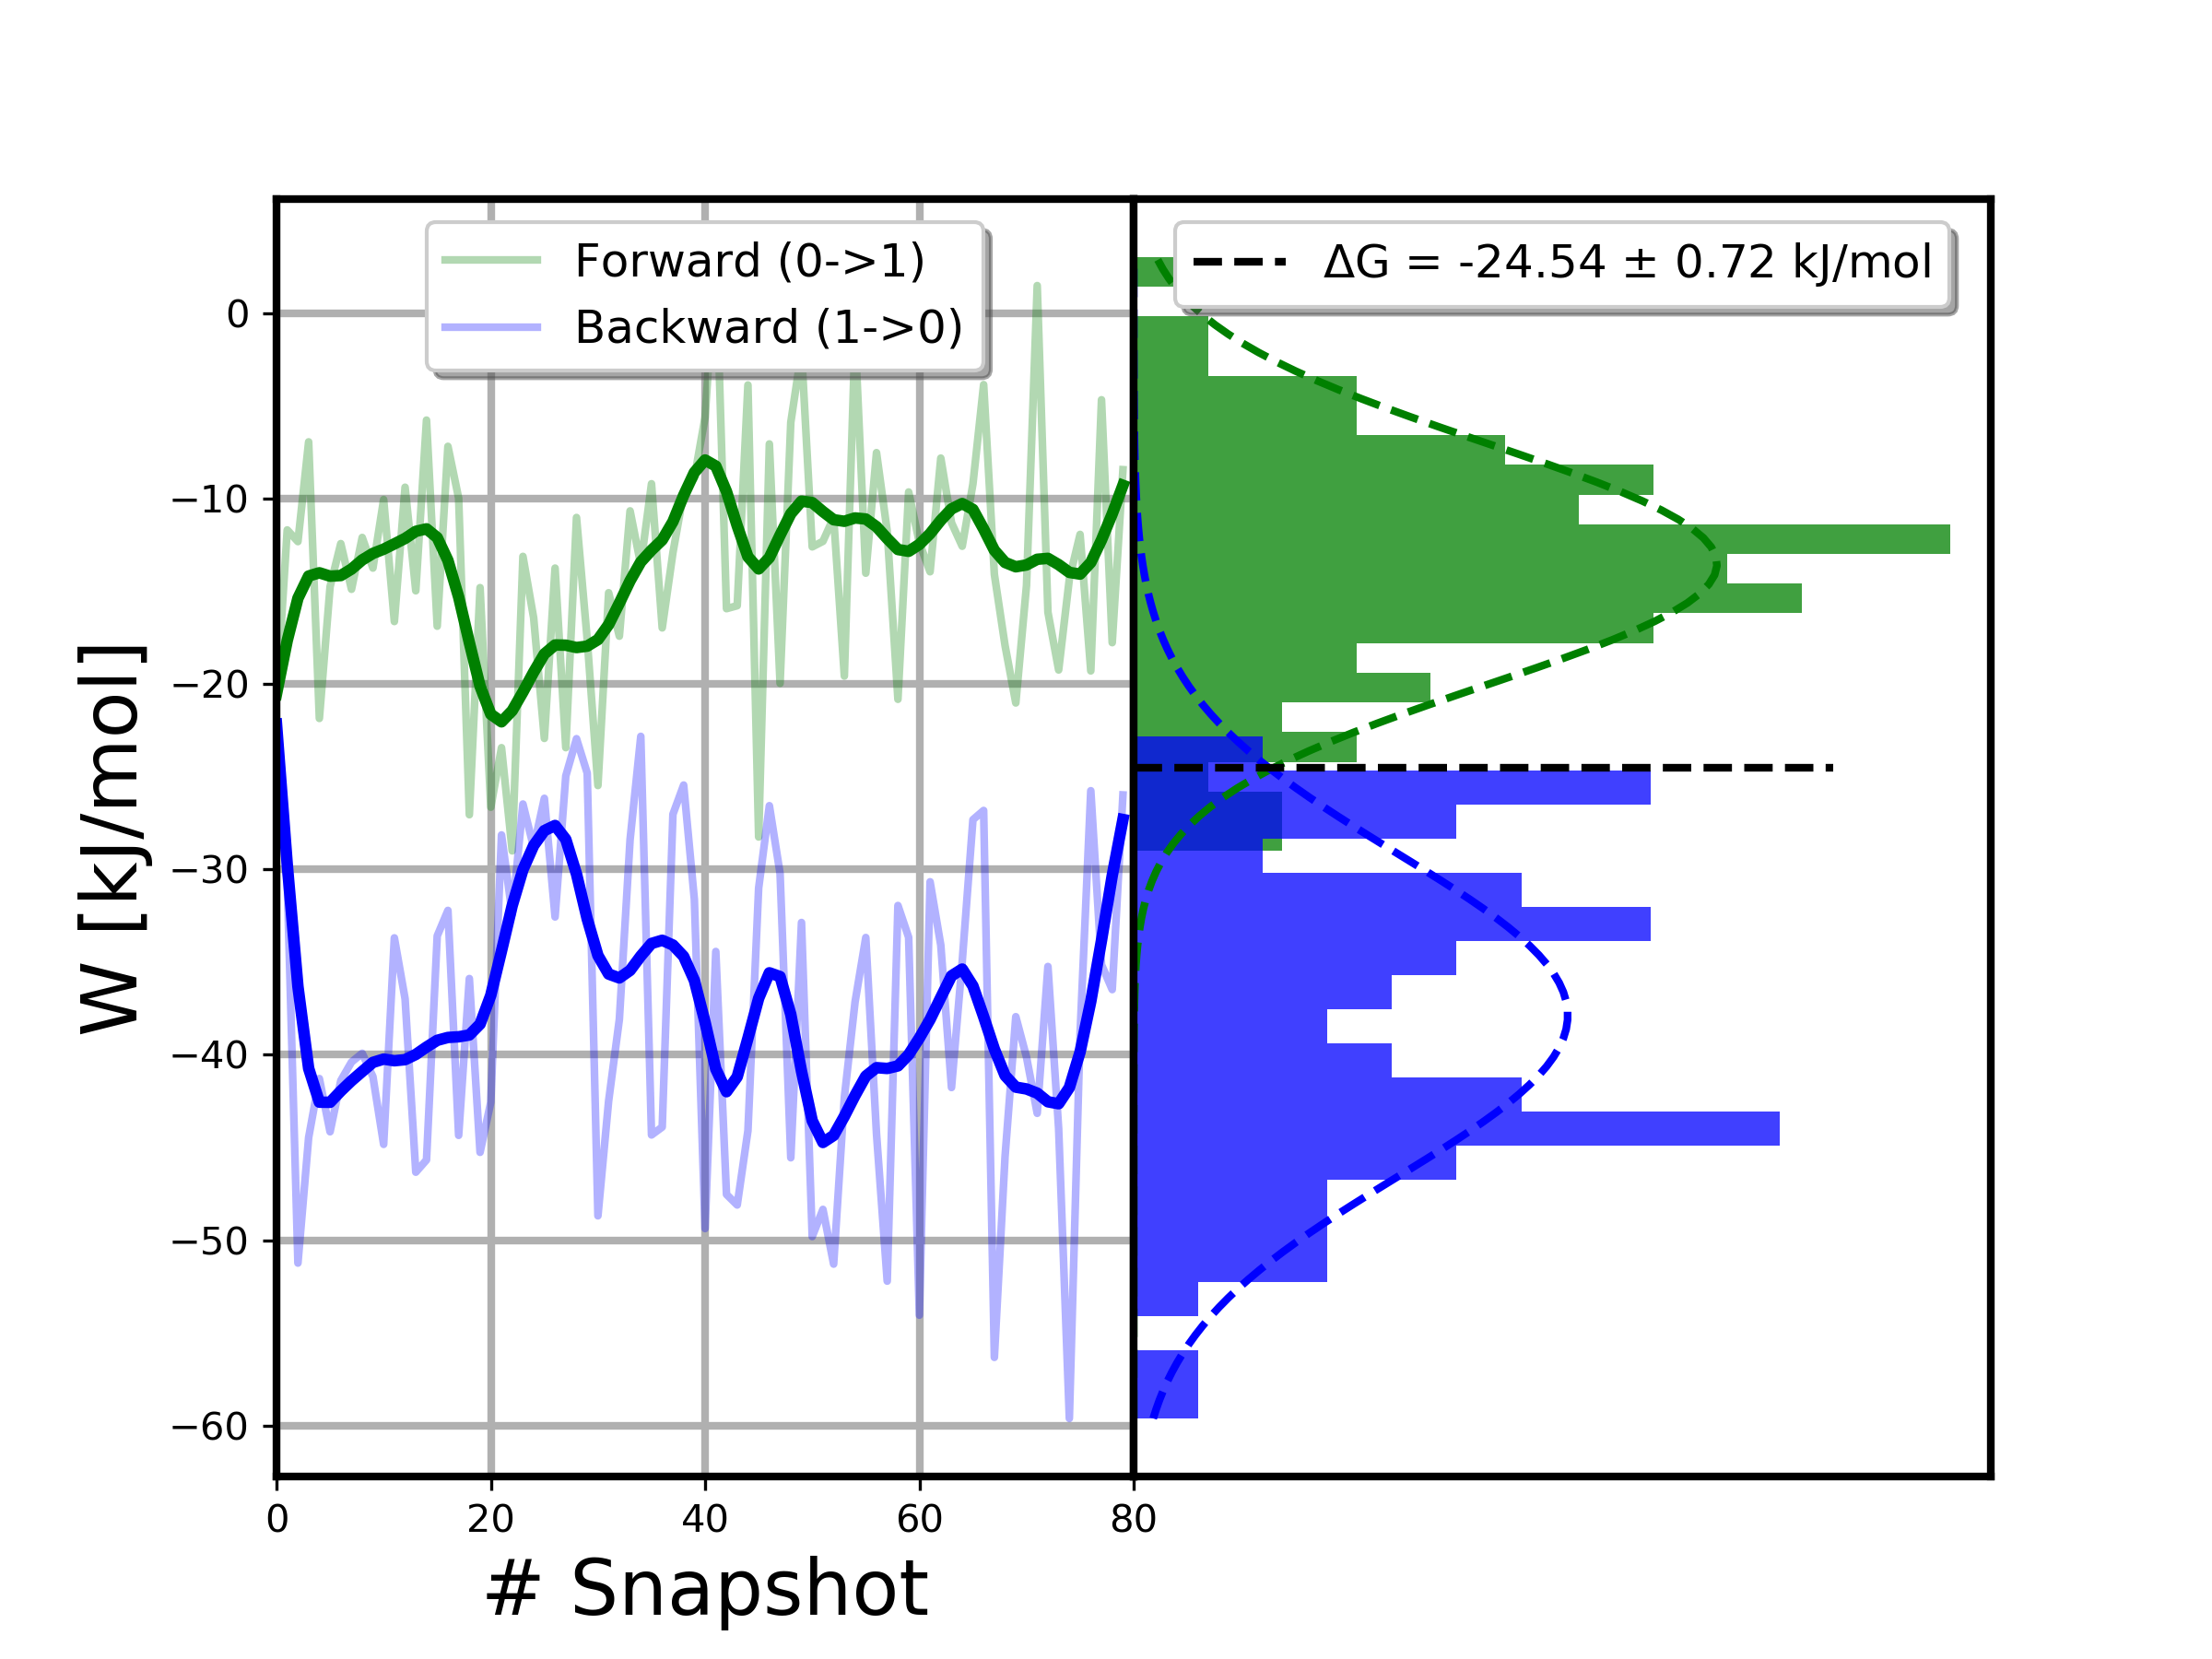 Forward (0->1)
Backward (1->0)
ΔG = -24.54 ± 0.72 kJ/mol
0
−10
−20
−30
−40
−50
−60
W [kJ/mol]
0 20 40 60 80
# Snapshot